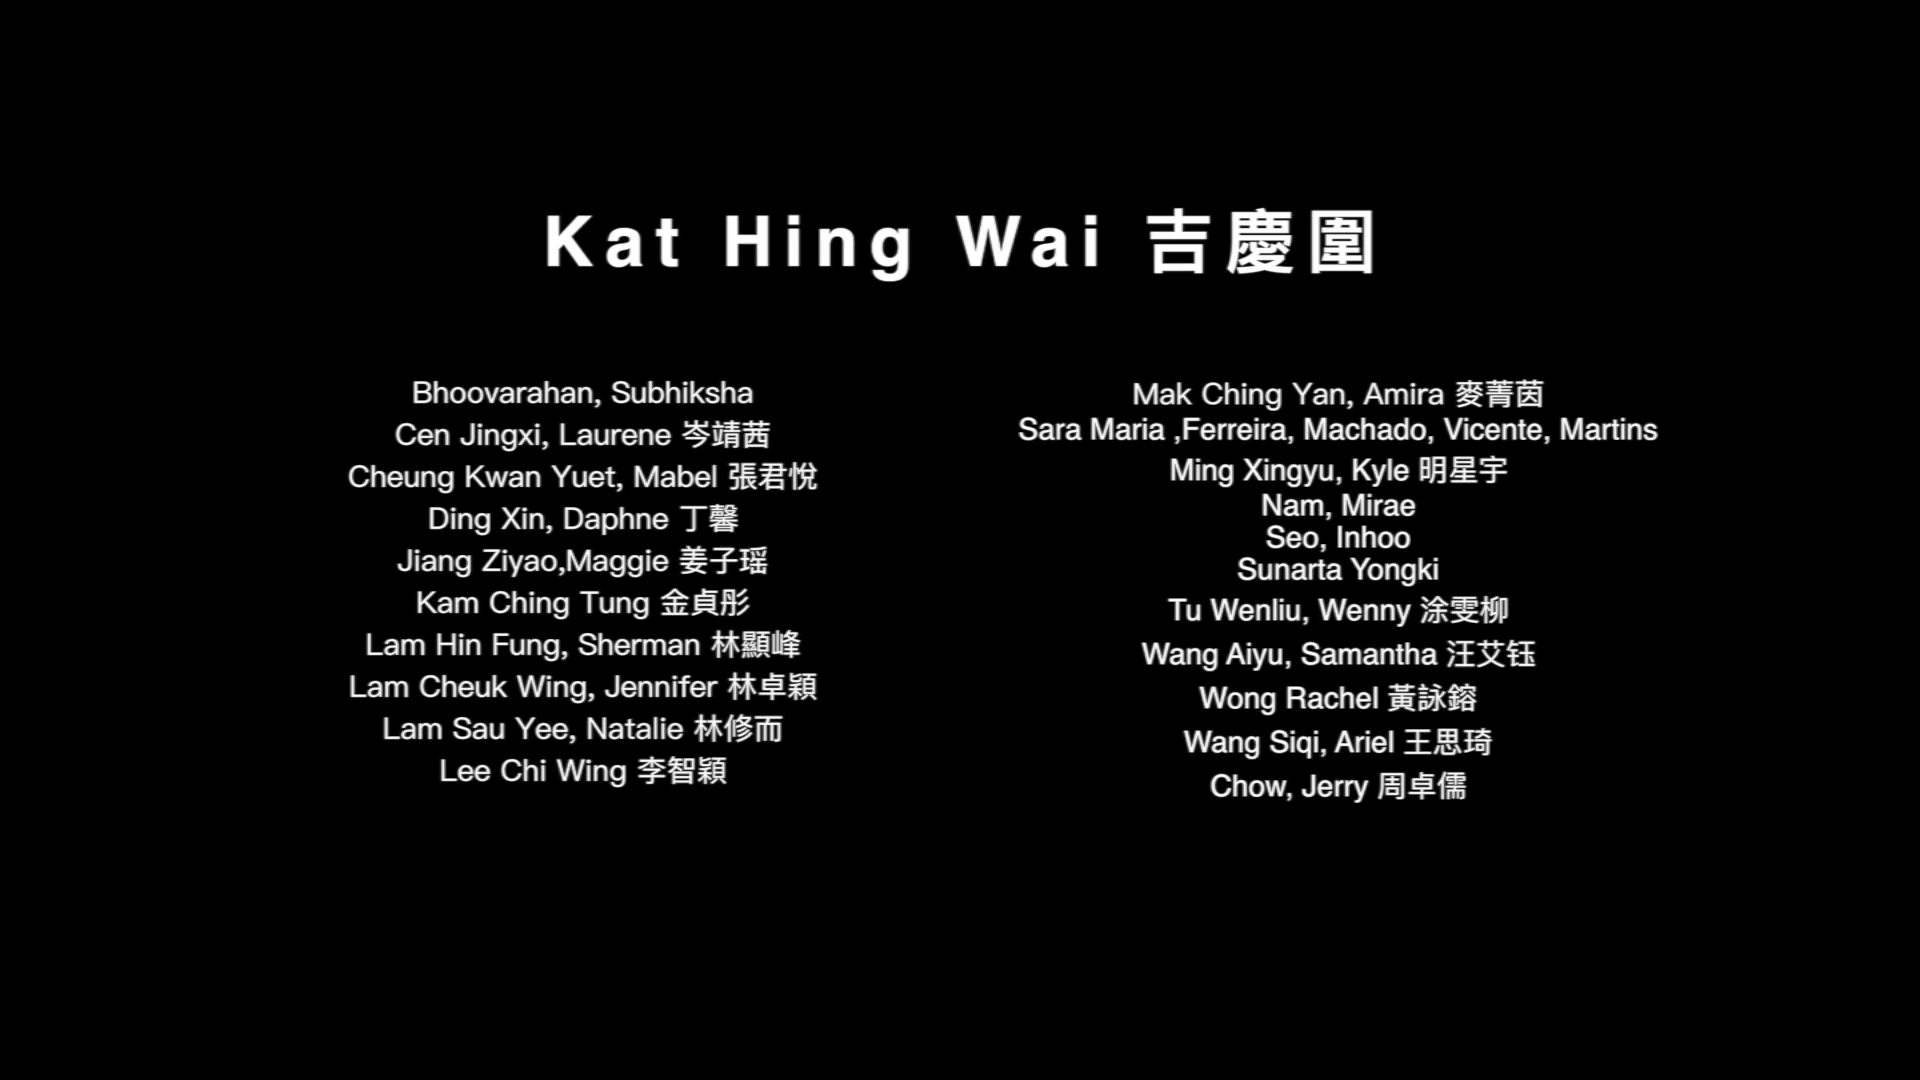 Kat Hing Wai 吉慶圍
Bhoovarahan, Subhiksha
Cen Jingxi, Laurene 岑靖茜
Cheung Kwan Yuet, Mabel 張君悅
Ding Xin, Daphne 丁馨
Jiang Ziyao,Maggie 姜子瑶
Kam Ching Tung 金貞彤
Lam Hin Fung, Sherman 林顯峰
Lam Cheuk Wing, Jennifer 林卓穎
Lam Sau Yee, Natalie 林修而
Lee Chi Wing 李智穎
Mak Ching Yan, Amira 麥菁茵
Sara Maria ,Ferreira, Machado, Vicente, Martins
Ming Xingyu, Kyle 明星宇
Nam, Mirae
Seo, Inhoo
Sunarta Yongki
Tu Wenliu, Wenny 涂雯柳
Wang Aiyu, Samantha 汪艾钰
Wong Rachel 黃詠鎔
Wang Siqi, Ariel 王思琦
Chow, Jerry 周卓儒